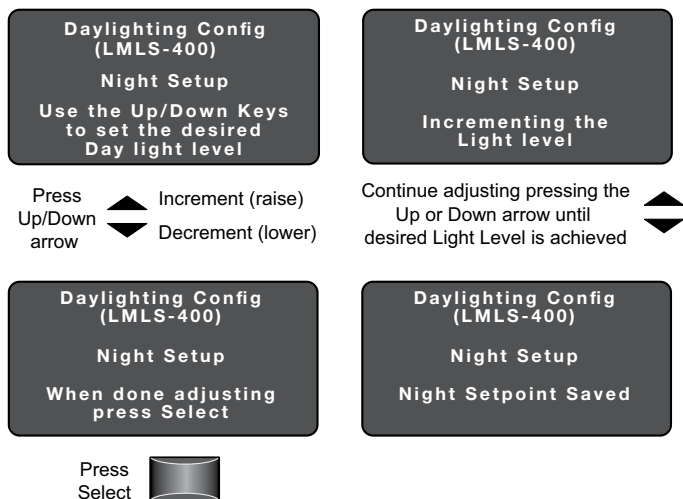 Daylighting Config
(LMLS-400)
Night Setup
Use the Up/Down Keys
to set the desired
Day light level
Daylighting Config
(LMLS-400)
Night Setup
Incrementing the
Light level
Press
Up/Down
arrow
Increment (raise)
Decrement (lower)
Continue adjusting pressing the
Up or Down arrow until
desired Light Level is achieved
Daylighting Config
(LMLS-400)
Night Setup
When done adjusting
press Select
Daylighting Config
(LMLS-400)
Night Setup
Night Setpoint Saved
Press
Select